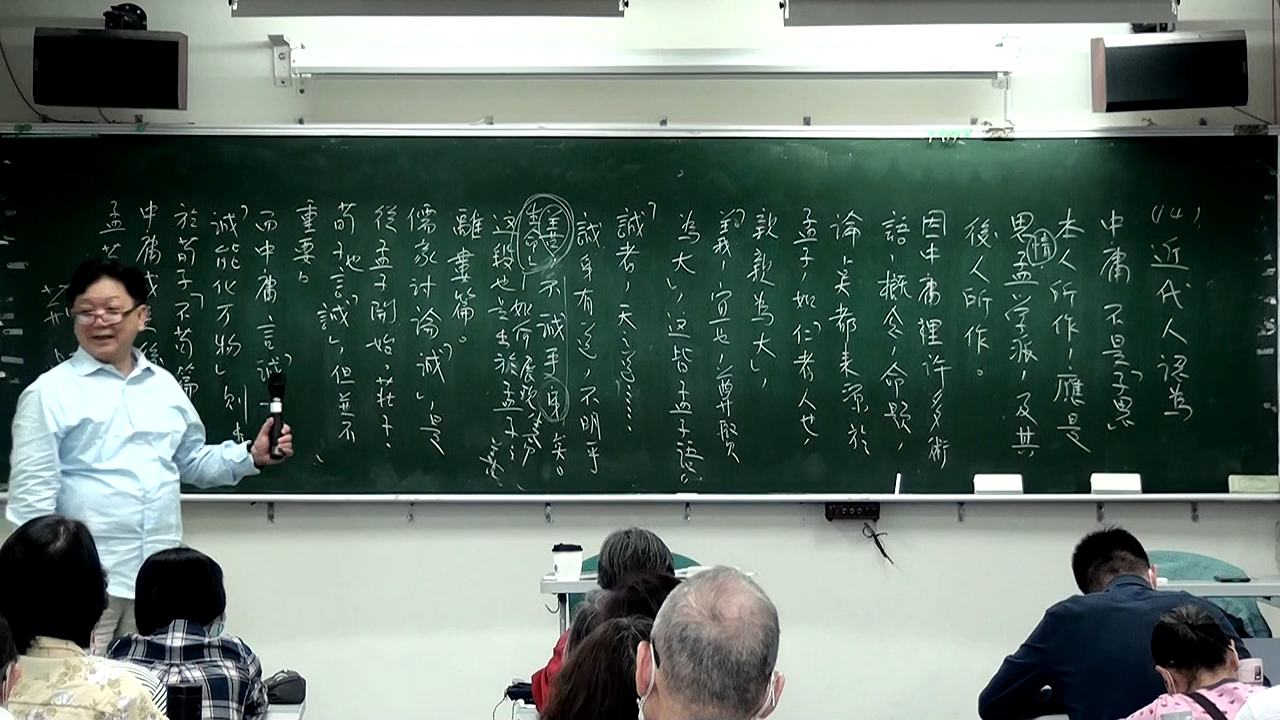 (14) 近代人認為
中庸不是「子思」
本人所作,應是
思孟學派,及其
後人所作。
因中庸裡許多術
語,概念,命題,
論点都来源於
孟子,如「仁者人也,
親親為大」,
義,宜也,尊賢
為大」,這皆孟子語
「誠者,天之道……
誠身有道,不明乎
善,不誠乎身矣。
這段也是出於孟子
離婁篇。
儒家討論「誠」,是
從孟子開始。莊子、
荀子也言「誠」,但並不
重要。
而中庸言「誠」
「誠能化万物」則
於荀子「不苟篇
中庸成
孟荀